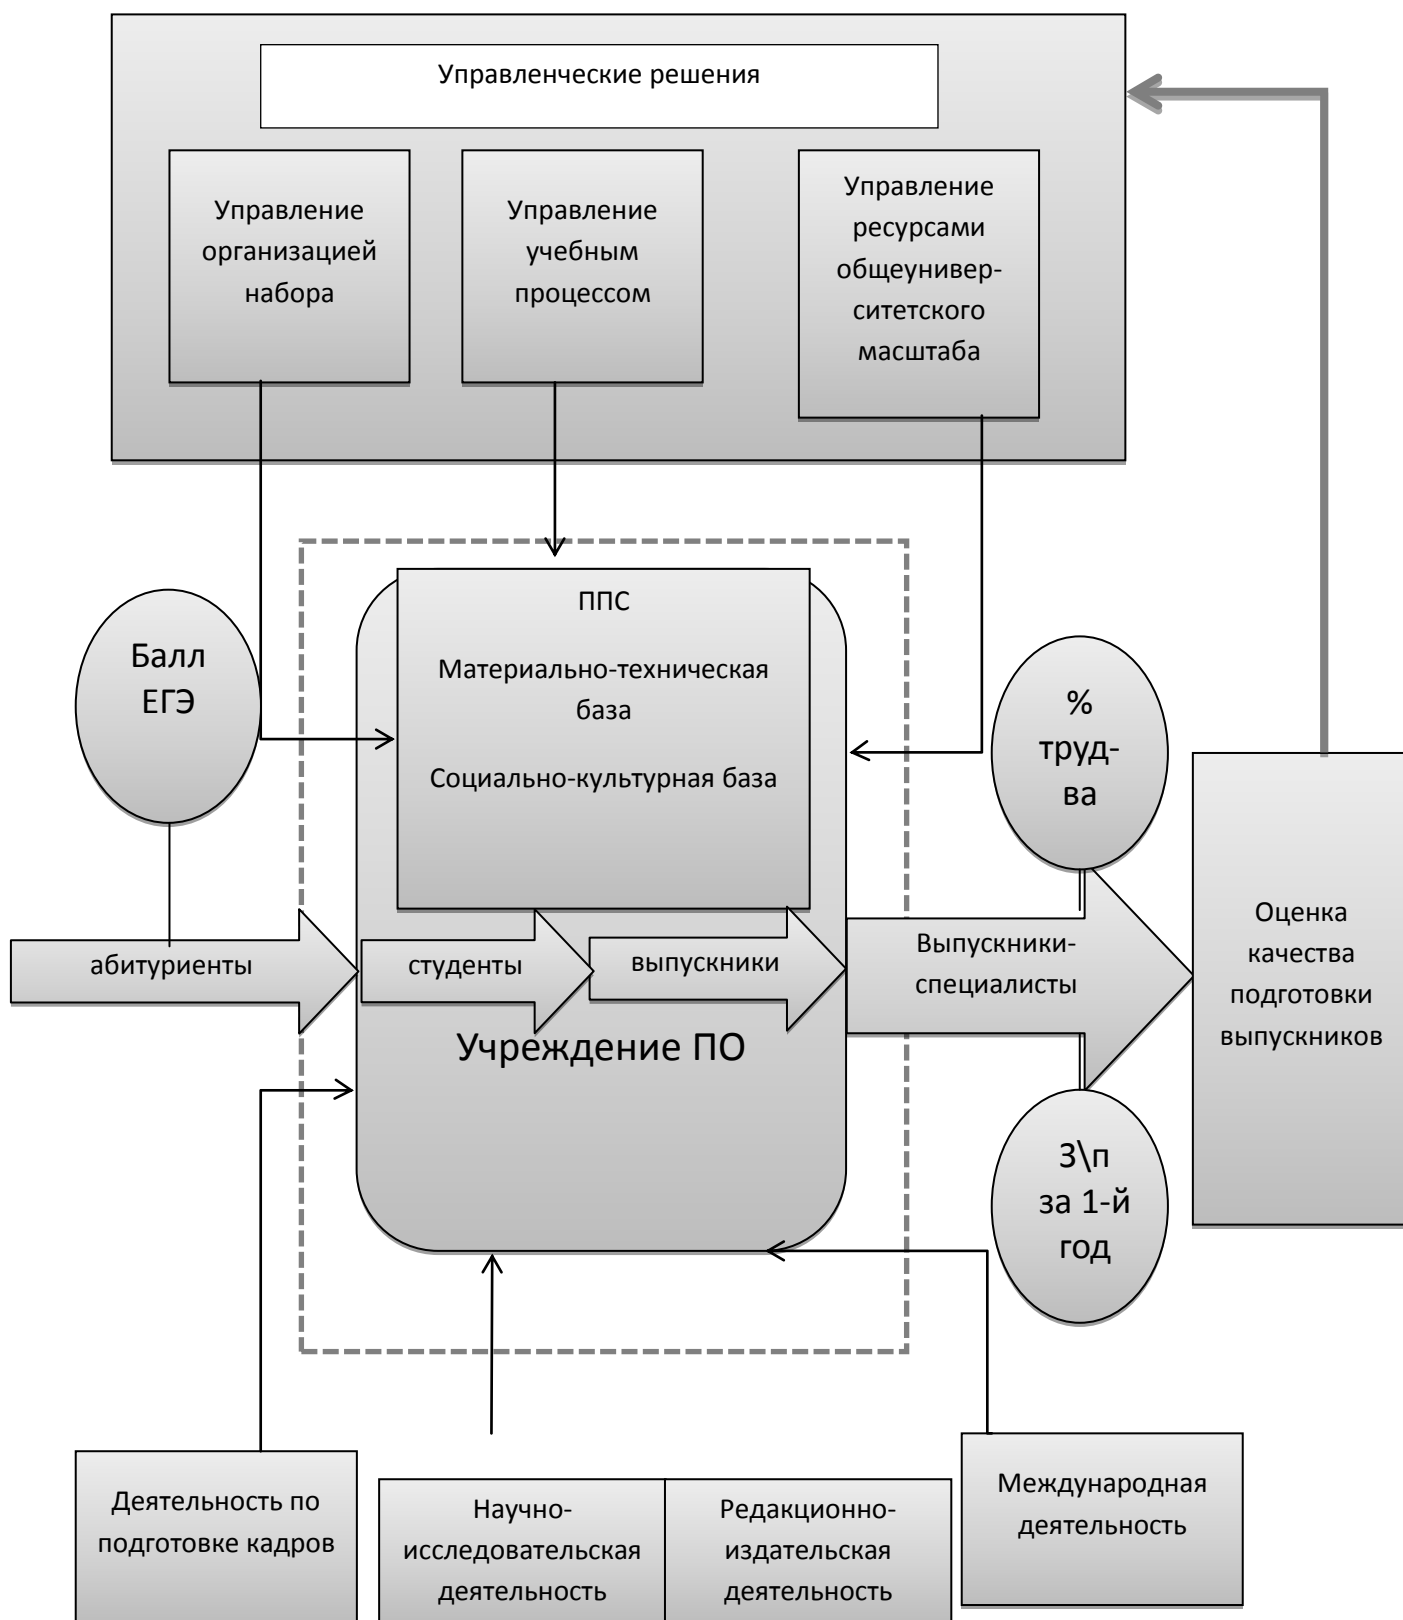 Управленческие решения
Управление
организацией
набора
Управление
учебным
процессом
Управление
ресурсами
общеунивер-
ситетского
масштаба
Балл
ЕГЭ
ППС
Материально-техническая
база
Социально-культурная база
%
труд-
ва
абитуриенты
студенты
выпускники
Выпускники-
специалисты
Оценка
качества
подготовки
выпускников
Учреждение ПО
З\п
за 1-й
год
Деятельность по
подготовке кадров
Научно-
исследовательская
деятельность
Редакционно-
издательская
деятельность
Международная
деятельность